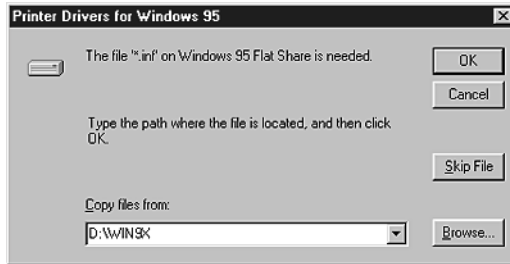 Printer Drivers for Windows 95
The file '*.inf' on Windows 95 Flat Share is needed.
OK
Cancel
Type the path where the file is located, and then click
OK.
Skip File
Copy files from:
D:\WIN9X
Browse...